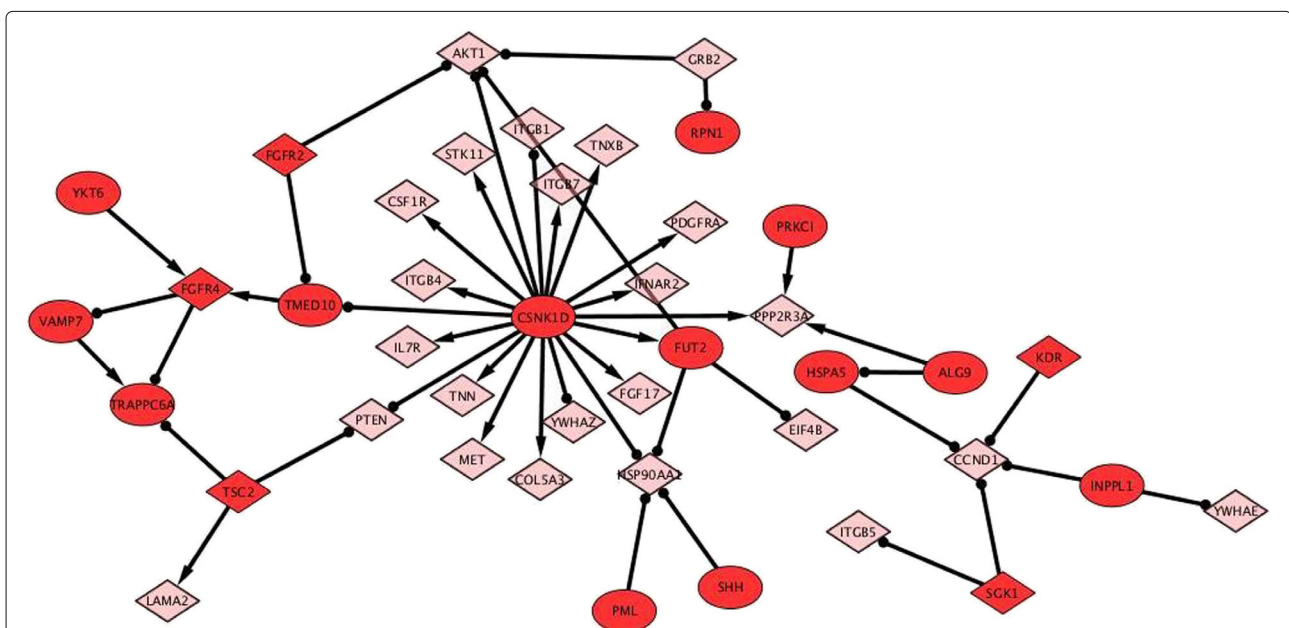 AKT1
GRB2
ITGB1
RPN1
FGFR2
STK11
TNXB
YKT6
ITGB7
CSF1R
PDGFRA
PRKCI
ITGB4
IFNAR2
FGFR4
TMED10
CSNK1D
PPP2R3A
VAMP7
IL7R
FUT2
HSPA5
ALG9
KDR
TNN
FGF17
TRAPPC6A
PTEN
YWHAZ
EIF4B
MET
COL5A3
HSP90AA1
CCND1
TSC2
INPPL1
YWHAE
ITGB5
LAMA2
PML
SHH
SGK1